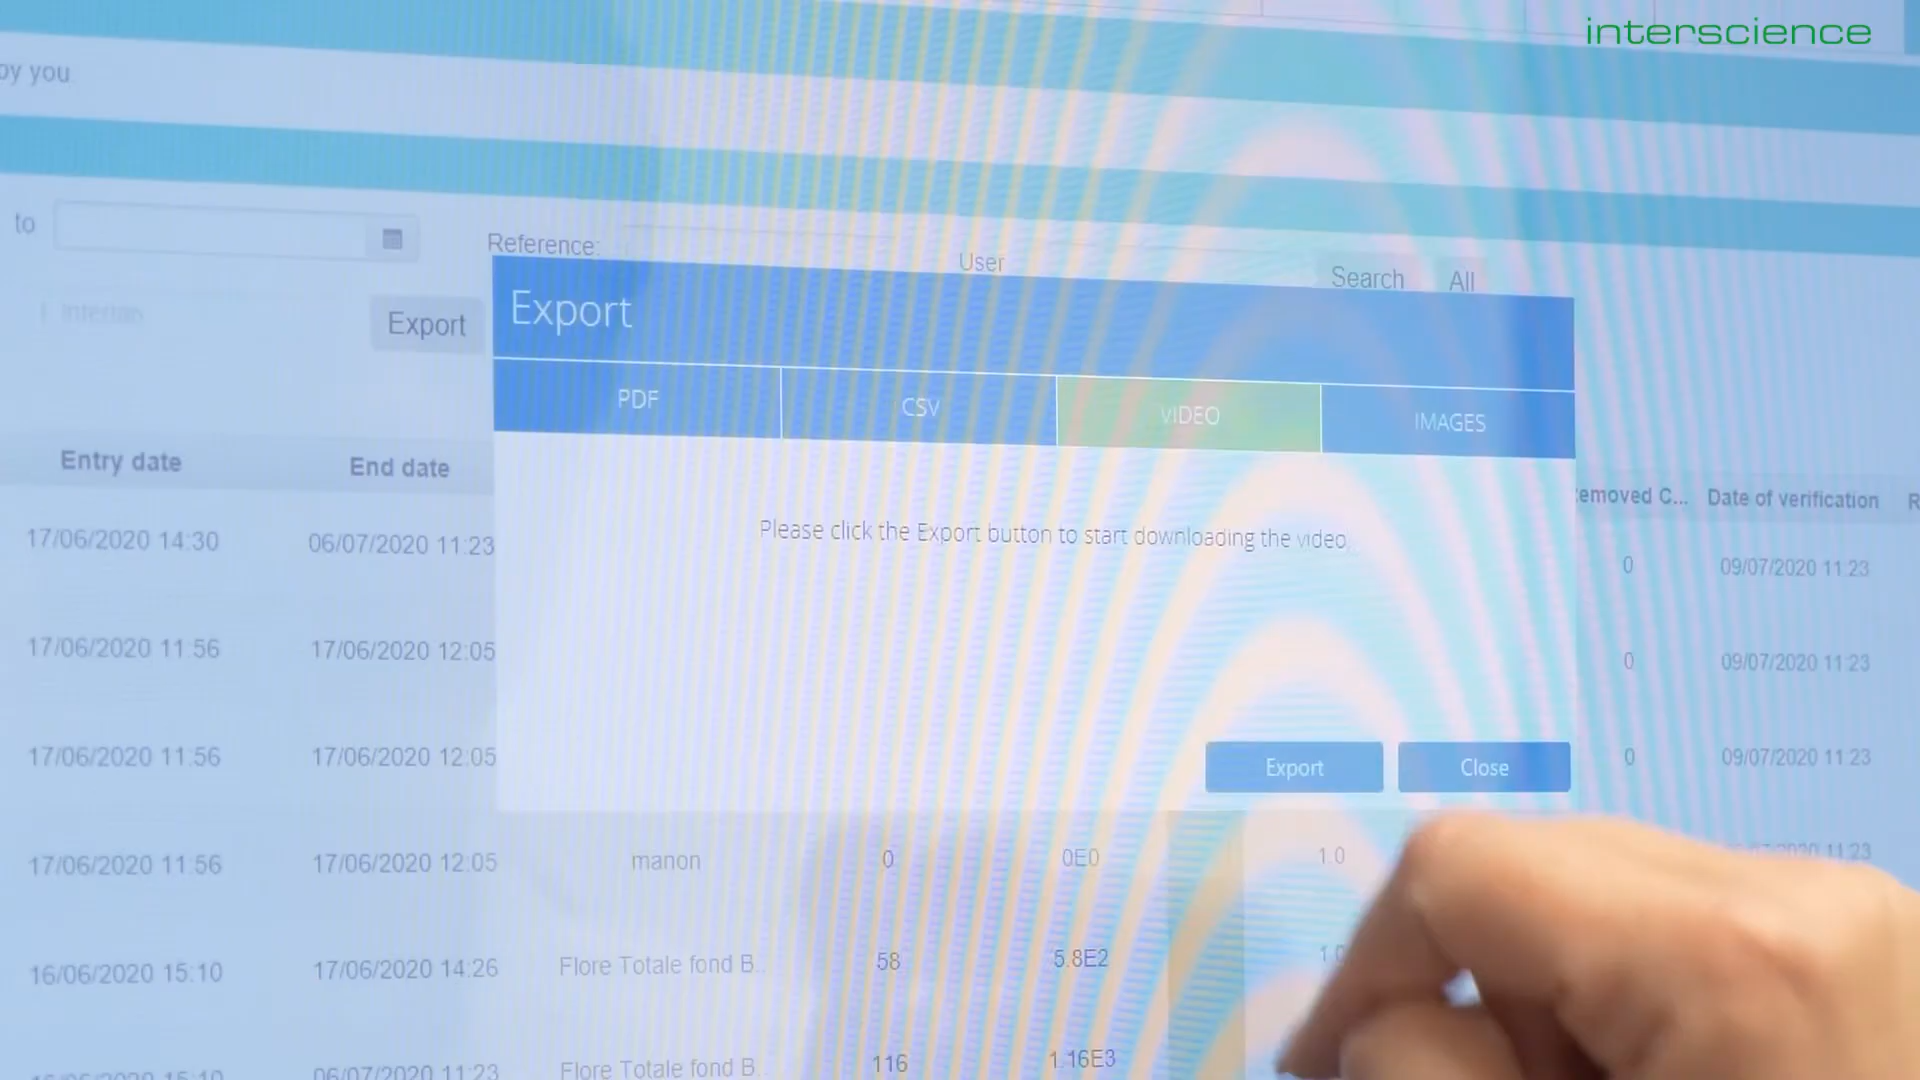 interscience
by you
to
Reference:
User
Search
All
Export
Export
PDF
CSV
VIDEO
IMAGES
Entry date
End date
emoved C...
Date of verification
R
Please click the Export button to start downloading the video.
17/06/2020 14:30
06/07/2020 11:23
0
09/07/2020 11:23
17/06/2020 11:56
17/06/2020 12:05
0
09/07/2020 11:23
17/06/2020 11:56
17/06/2020 12:05
Export
Close
0
09/07/2020 11:23
17/06/2020 11:56
17/06/2020 12:05
manon
0
0E0
1.0
16/06/2020 15:10
17/06/2020 14:26
Flore Totale fond B..
58
5.8E2
06/07/2020 11:23
Flore Totale fond B..
116
1.16E3